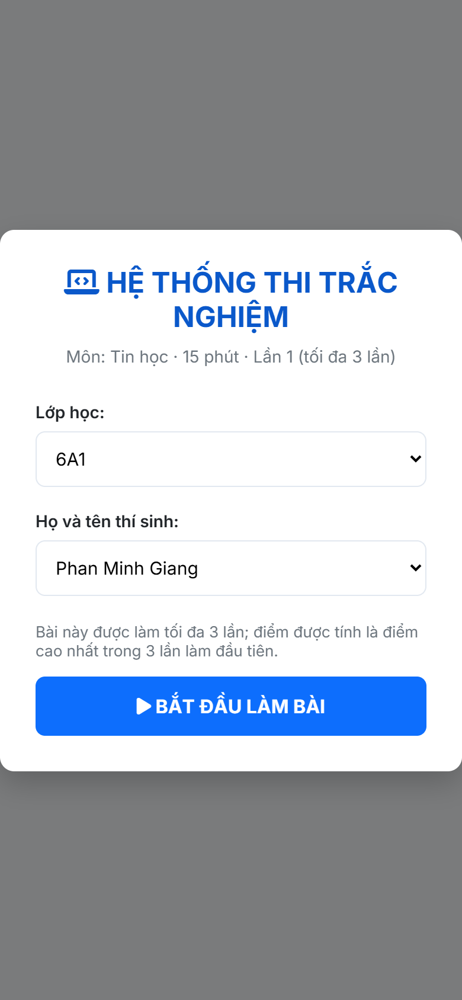 HỆ THỐNG THI TRẮC
NGHIỆM
Môn: Tin học · 15 phút · Lần 1 (tối đa 3 lần)
Lớp học:
6A1
Họ và tên thí sinh:
Phan Minh Giang
Bài này được làm tối đa 3 lần; điểm được tính là điểm
cao nhất trong 3 lần làm đầu tiên.
BẮT ĐẦU LÀM BÀI